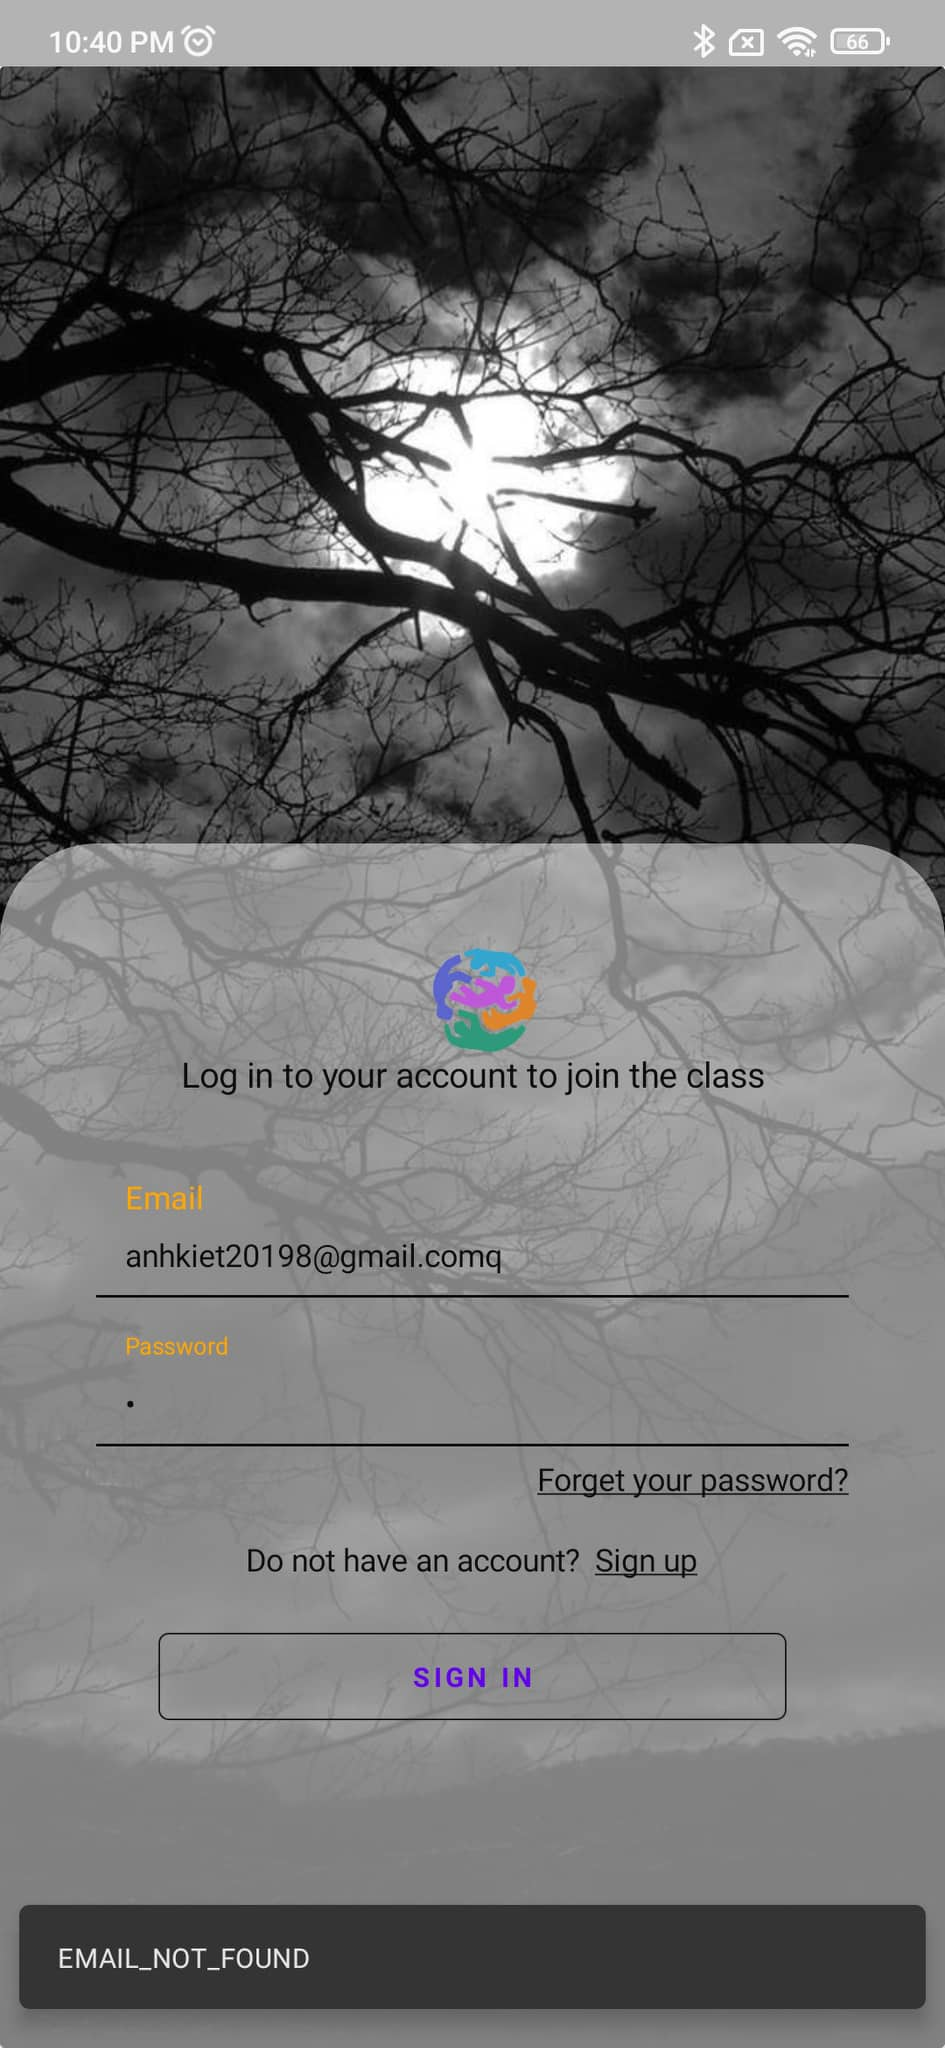 10:40 PM
66
Log in to your account to join the class
Email
anhkiet20198@gmail.comq
Password
•
Forget your password?
Do not have an account? Sign up
SIGN IN
EMAIL_NOT_FOUND